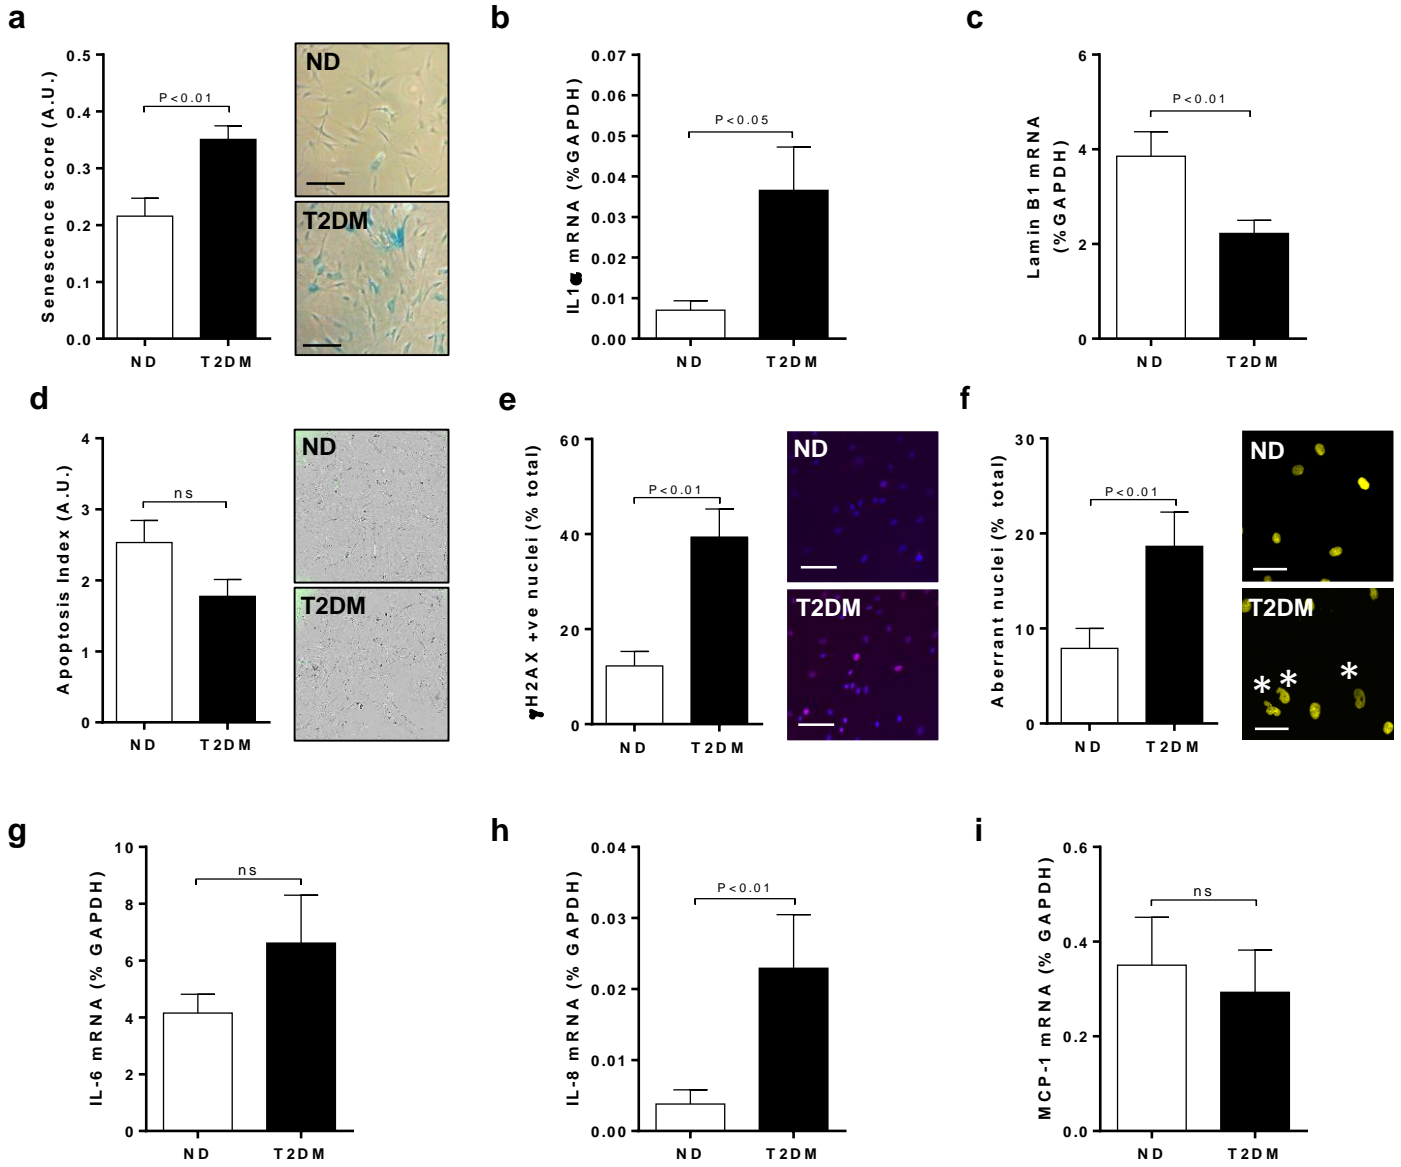 a
Senescence score (A.U.)
0.5
0.4
0.3
0.2
0.1
0.0
P<0.01
ND
T2DM
ND
T2DM
b
IL1α mRNA (%GAPDH)
0.07
0.06
0.05
0.04
0.03
0.02
0.01
0.00
P<0.05
ND
T2DM
c
Lamin B1 mRNA
(%GAPDH)
6
4
2
0
P<0.01
ND
T2DM
d
Apoptosis Index (A.U.)
4
3
2
1
0
ns
ND
T2DM
ND
T2DM
e
γH2AX +ve nuclei (% total)
60
40
20
0
P<0.01
ND
T2DM
ND
T2DM
f
Aberrant nuclei (% total)
30
20
10
0
P<0.01
ND
T2DM
ND
T2DM
* * *
g
IL-6 mRNA (% GAPDH)
10
8
6
4
2
0
ns
ND
T2DM
h
IL-8 mRNA (% GAPDH)
0.04
0.03
0.02
0.01
0.00
P<0.01
ND
T2DM
i
MCP-1 mRNA (% GAPDH)
0.6
0.4
0.2
0.0
ns
ND
T2DM